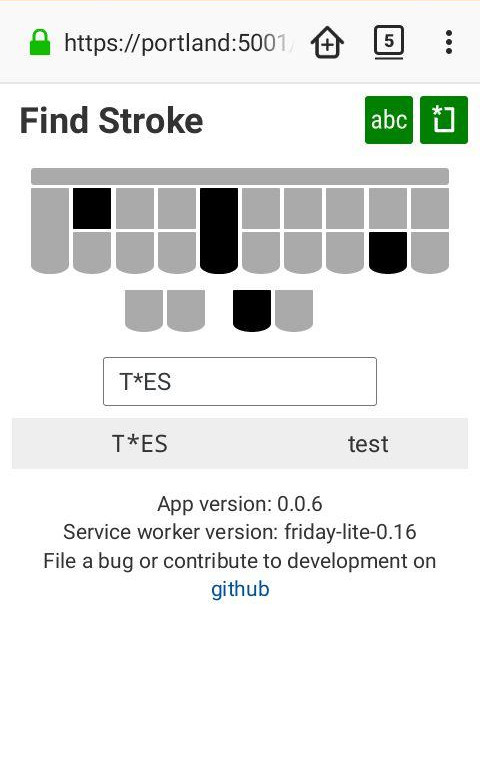 https://portland:5001/
5
Find Stroke
abc
*
T*ES
T*ES test
App version: 0.0.6
Service worker version: friday-lite-0.16
File a bug or contribute to development on
github